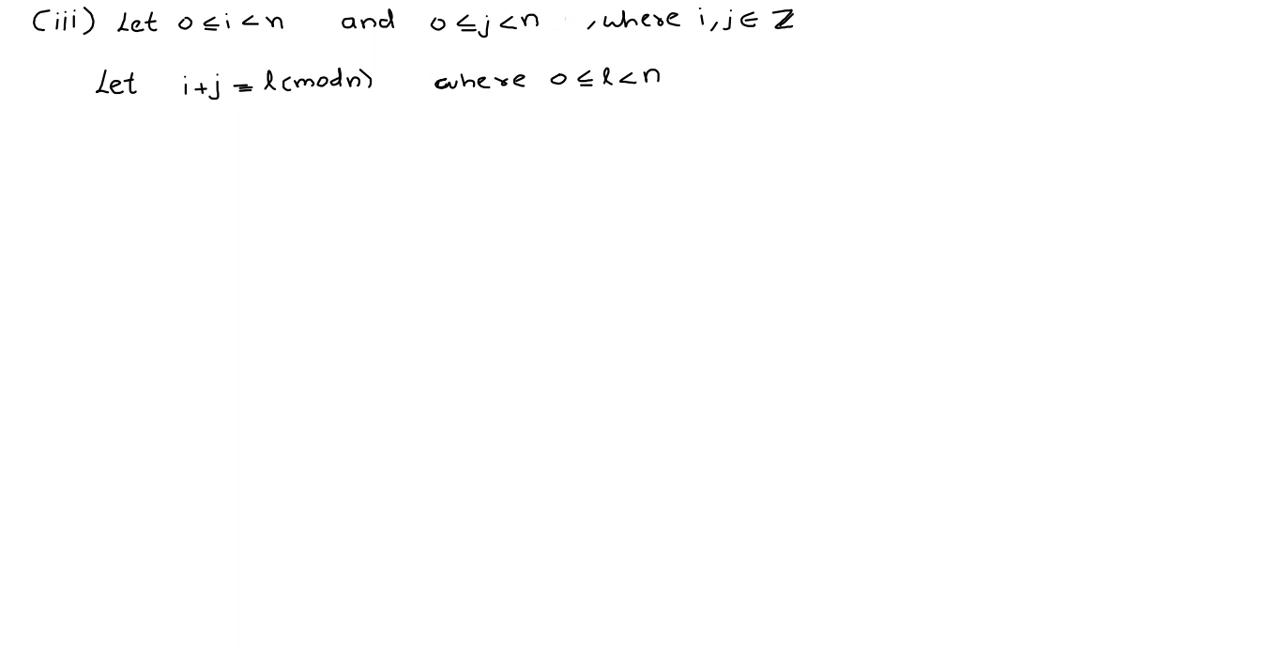 (iii) Let 0 ≤ i < n and 0 ≤ j < n , where i, j ∈ Z
Let i+j = l (mod n) where 0 ≤ l < n